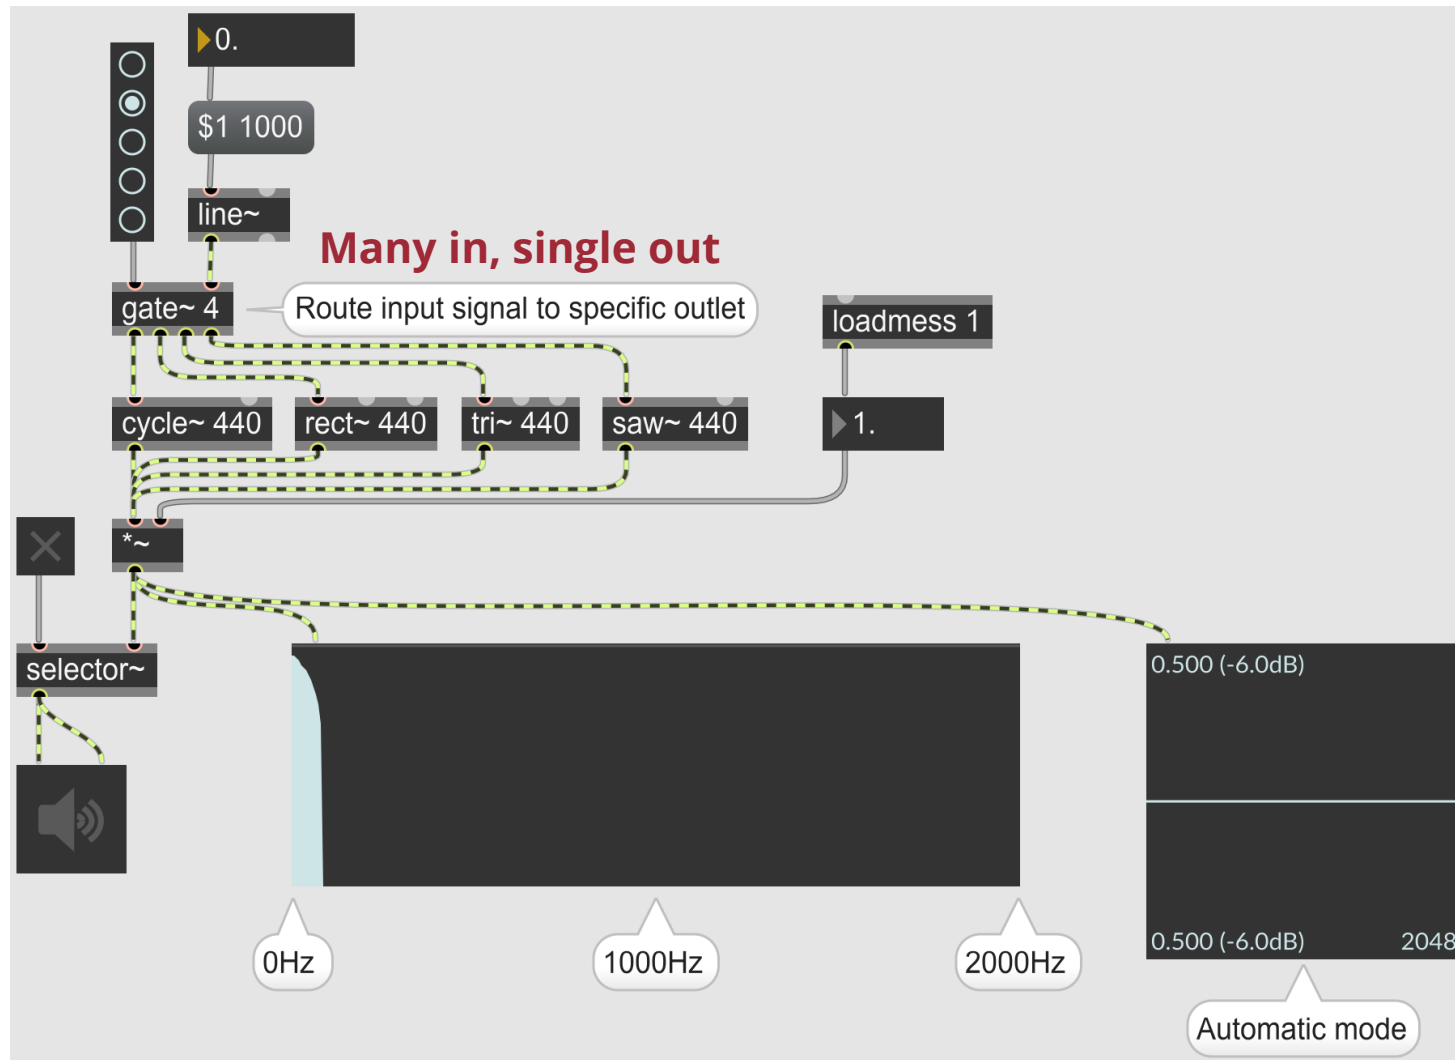 0.
$1 1000
line~
Many in, single out
gate~ 4
Route input signal to specific outlet
loadmess 1
cycle~ 440
rect~ 440
tri~ 440
saw~ 440
1.
*~
selector~
0.500 (-6.0dB)
0.500 (-6.0dB)
2048
0Hz
1000Hz
2000Hz
Automatic mode